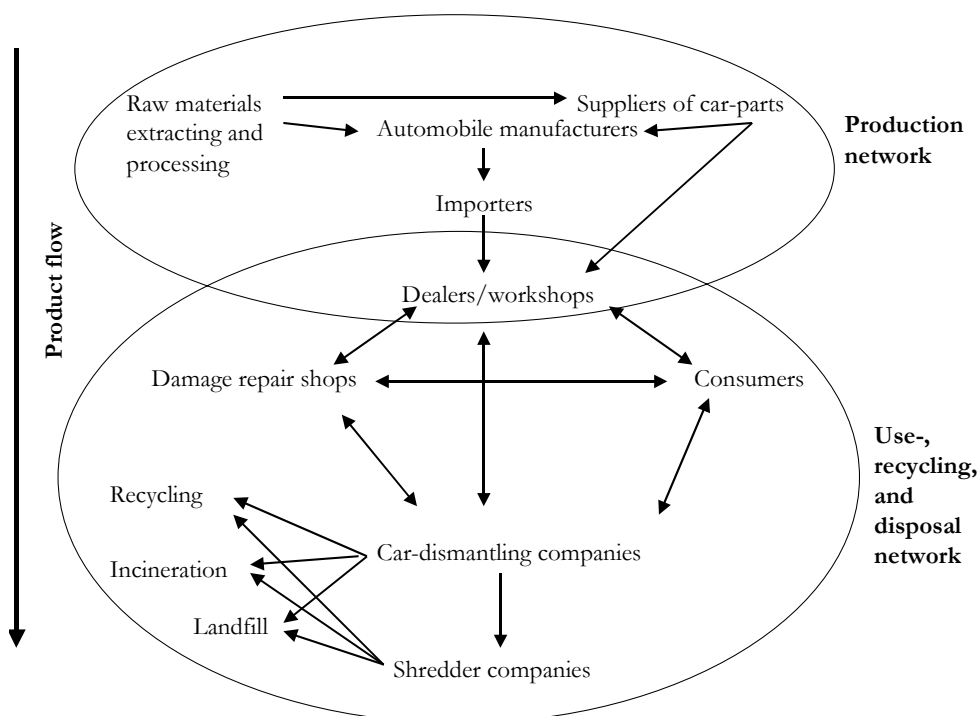 Raw materials
extracting and
processing
Suppliers of car-parts
Automobile manufacturers
Production
network
Importers
Product flow
Dealers/workshops
Damage repair shops
Consumers
Use-,
recycling,
and
disposal
network
Recycling
Car-dismantling companies
Incineration
Landfill
Shredder companies